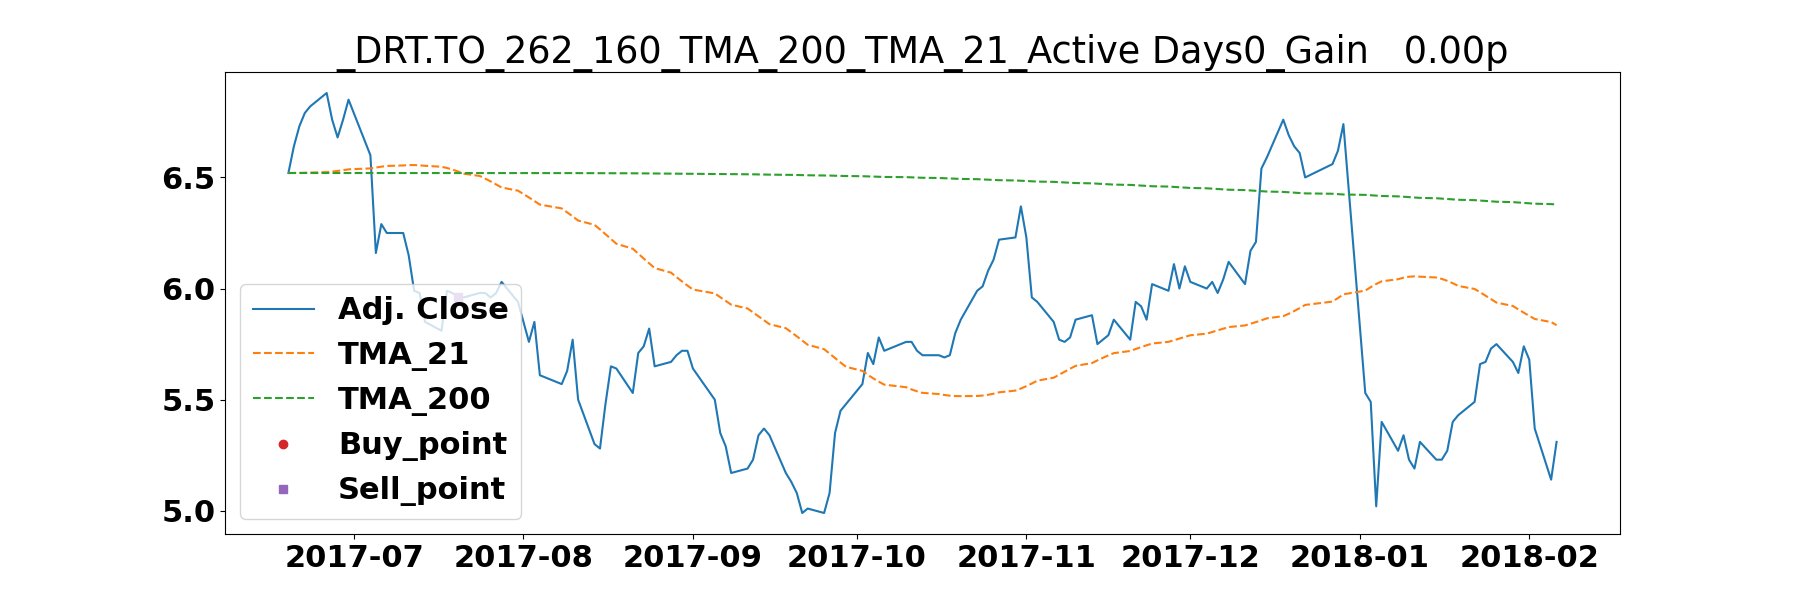 _DRT.TO_262_160_TMA_200_TMA_21_Active Days0_Gain   0.00p
6.5
6.0
5.5
5.0
Adj. Close
TMA_21
TMA_200
Buy_point
Sell_point
2017-07 2017-08 2017-09 2017-10 2017-11 2017-12 2018-01 2018-02